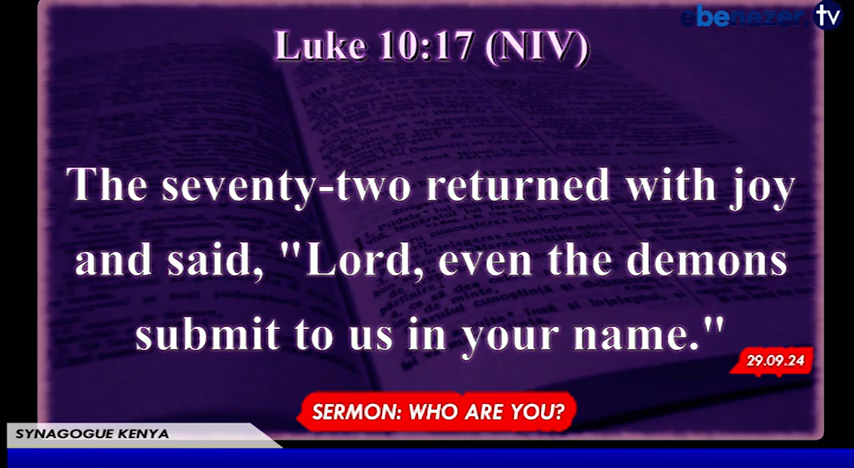 ebenezer.tv
Luke 10:17 (NIV)
The seventy-two returned with joy
and said, "Lord, even the demons
submit to us in your name."
29.09.24
SERMON: WHO ARE YOU?
SYNAGOGUE KENYA